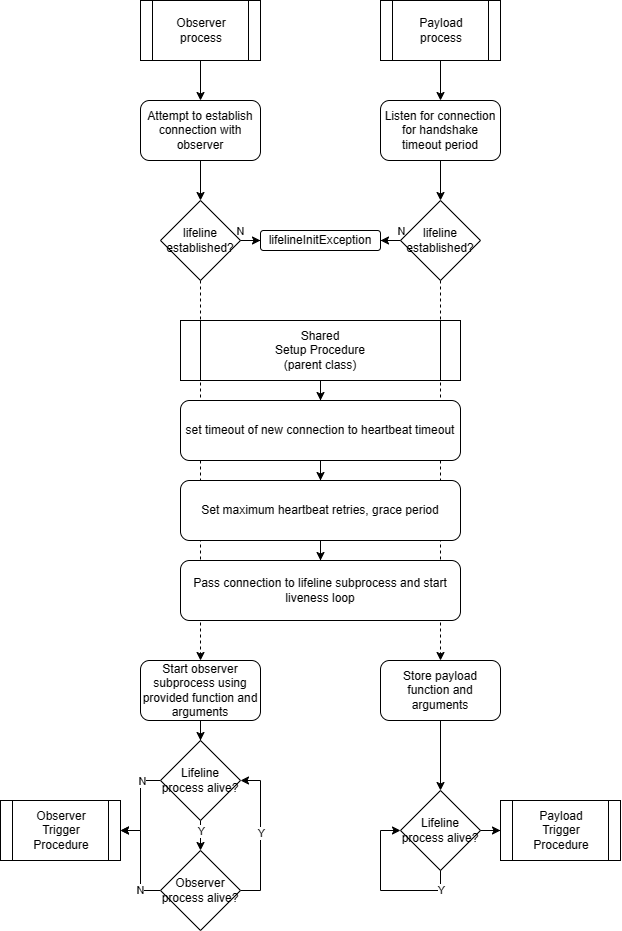 Observer
process
Payload
process
Attempt to establish
connection with
observer
Listen for connection
for handshake
timeout period
lifeline
established?
N
lifelineInitException
N
lifeline
established?
Shared
Setup Procedure
(parent class)
set timeout of new connection to heartbeat timeout
Set maximum heartbeat retries, grace period
Pass connection to lifeline subprocess and start
liveness loop
Start observer
subprocess using
provided function and
arguments
Store payload
function and
arguments
Lifeline
process alive?
N
Y
Y
Observer
Trigger
Procedure
Lifeline
process alive?
Payload
Trigger
Procedure
Observer
process alive?
N
Y